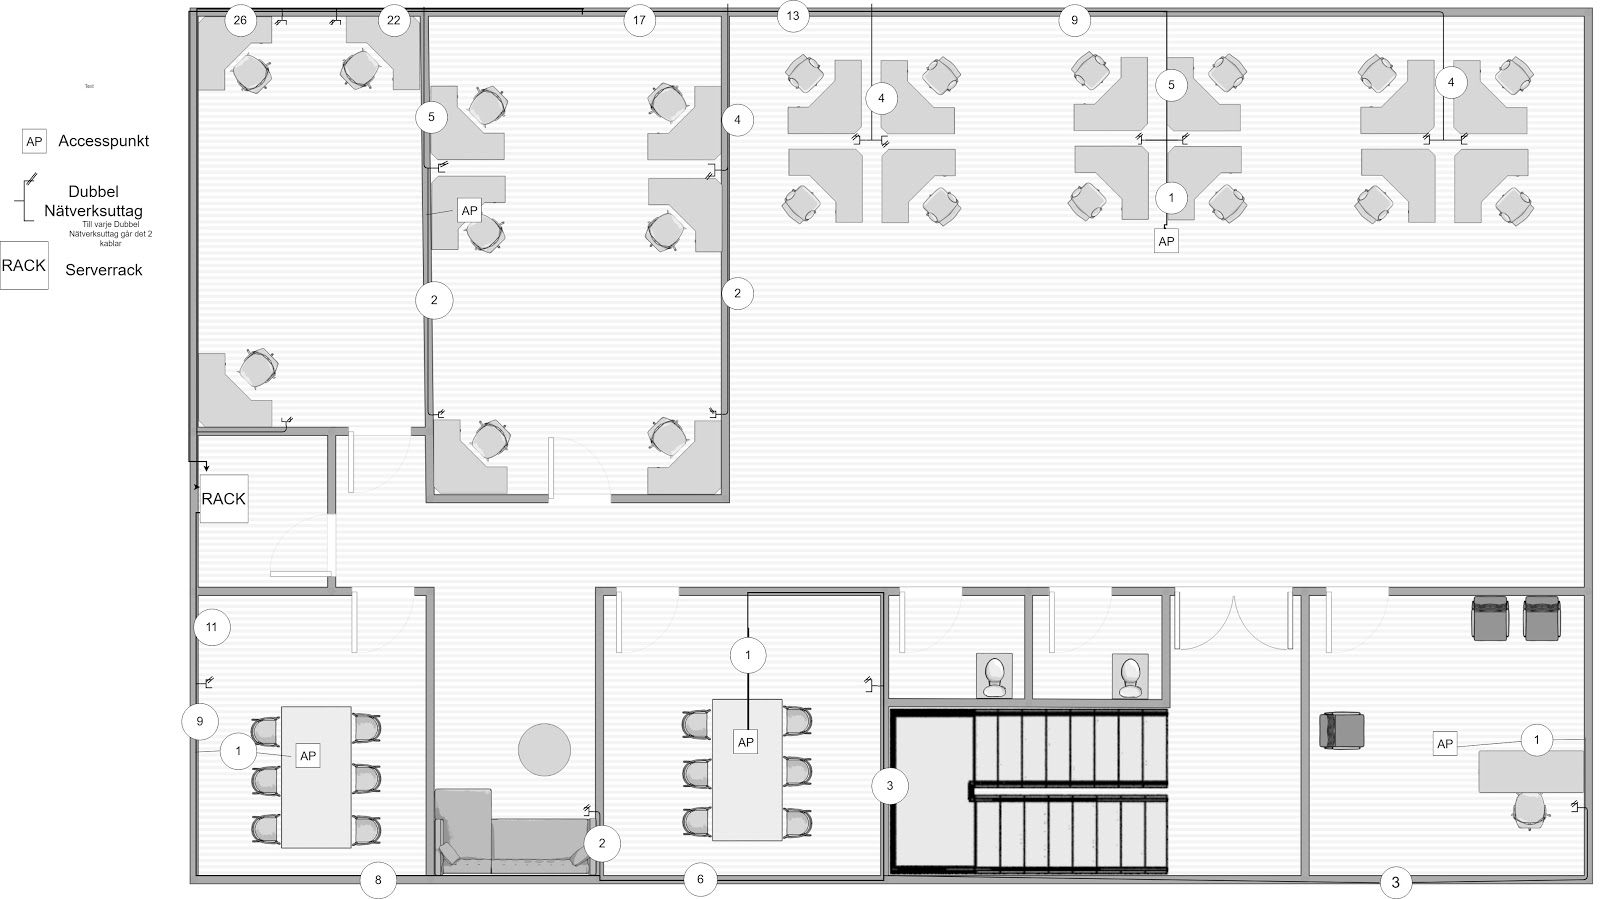 26
22
17
13
9
Text
4
5
4
5
4
AP Accesspunkt
Dubbel
Nätverksuttag
Till varje Dubbel
Nätverksuttag går det 2
kablar
1
AP
AP
RACK Serverrack
2
2
RACK
11
1
9
1
AP
AP
AP
1
3
2
8
6
3